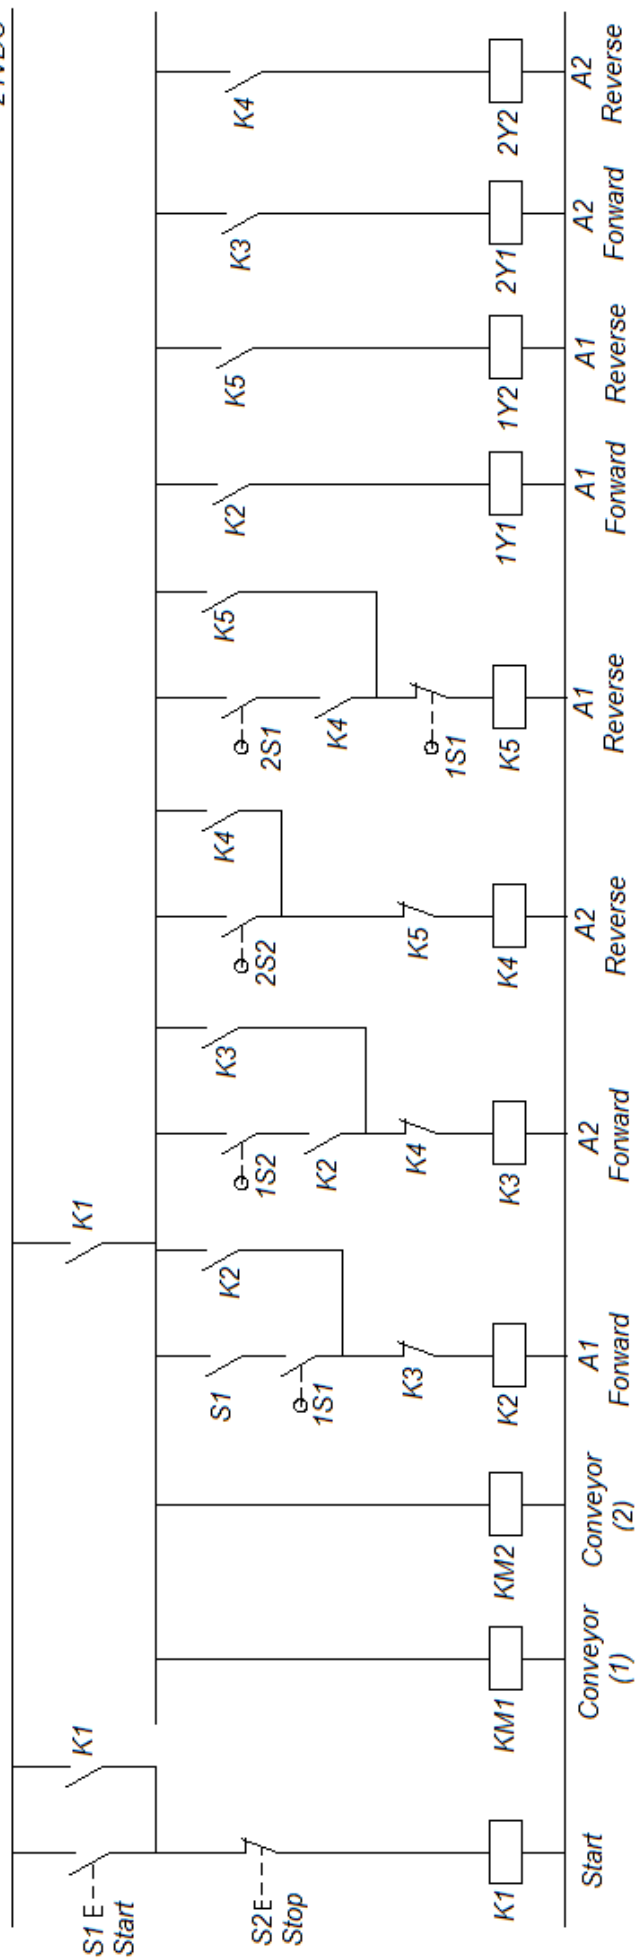 S1
Start
K1
S2
Stop
K1
Start
KM1
Conveyor
(1)
KM2
Conveyor
(2)
K1
S1
1S1
K2
K3
K2
A1
Forward
1S2
K2
K3
K4
K3
A2
Forward
2S2
K4
K5
K4
A2
Reverse
2S1
K4
K5
1S1
K5
A1
Reverse
K2
1Y1
A1
Forward
K5
1Y2
A1
Reverse
K3
2Y1
A2
Forward
K4
2Y2
A2
Reverse